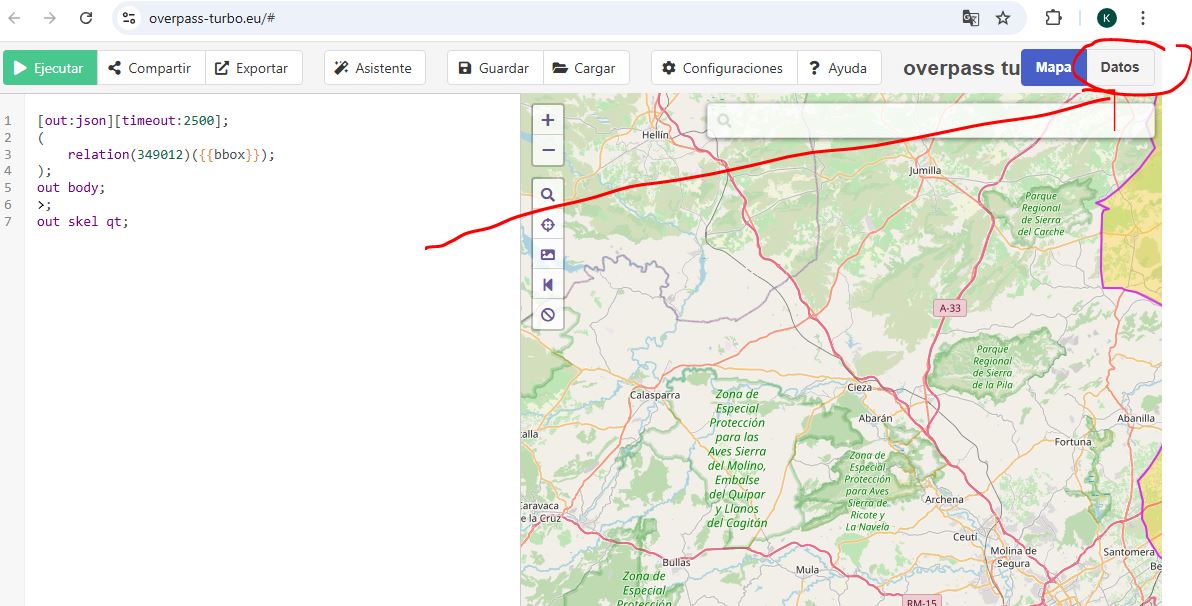 overpass-turbo.eu/#
K
Ejecutar
Compartir
Exportar
Asistente
Guardar
Cargar
Configuraciones
Ayuda
overpass tu
Mapa
Datos
1 [out:json][timeout:2500];
2 (
3 relation(349012)({{bbox}});
4 );
5 out body;
6 >;
7 out skel qt;
+
−
Hellín
Jumilla
Parque
Regional
de Sierra
del Carche
A-33
Parque
Regional
de Sierra
de la Pila
Calasparra
Cieza
Zona de
Especial
Protección
para las
Aves Sierra
del Molino,
Embalse
del Quípar
y Llanos
del Cagitán
Abarán
Abanilla
alla
Fortuna
Zona de
Especial
Protección
para Aves
Sierra de
Ricote y
La Navela
Archena
Caravaca
de la Cruz
Ceutí
Molina de
Segura
Santomera
Bullas
Mula
Be
Zona de
Especial
Protección
RM-15